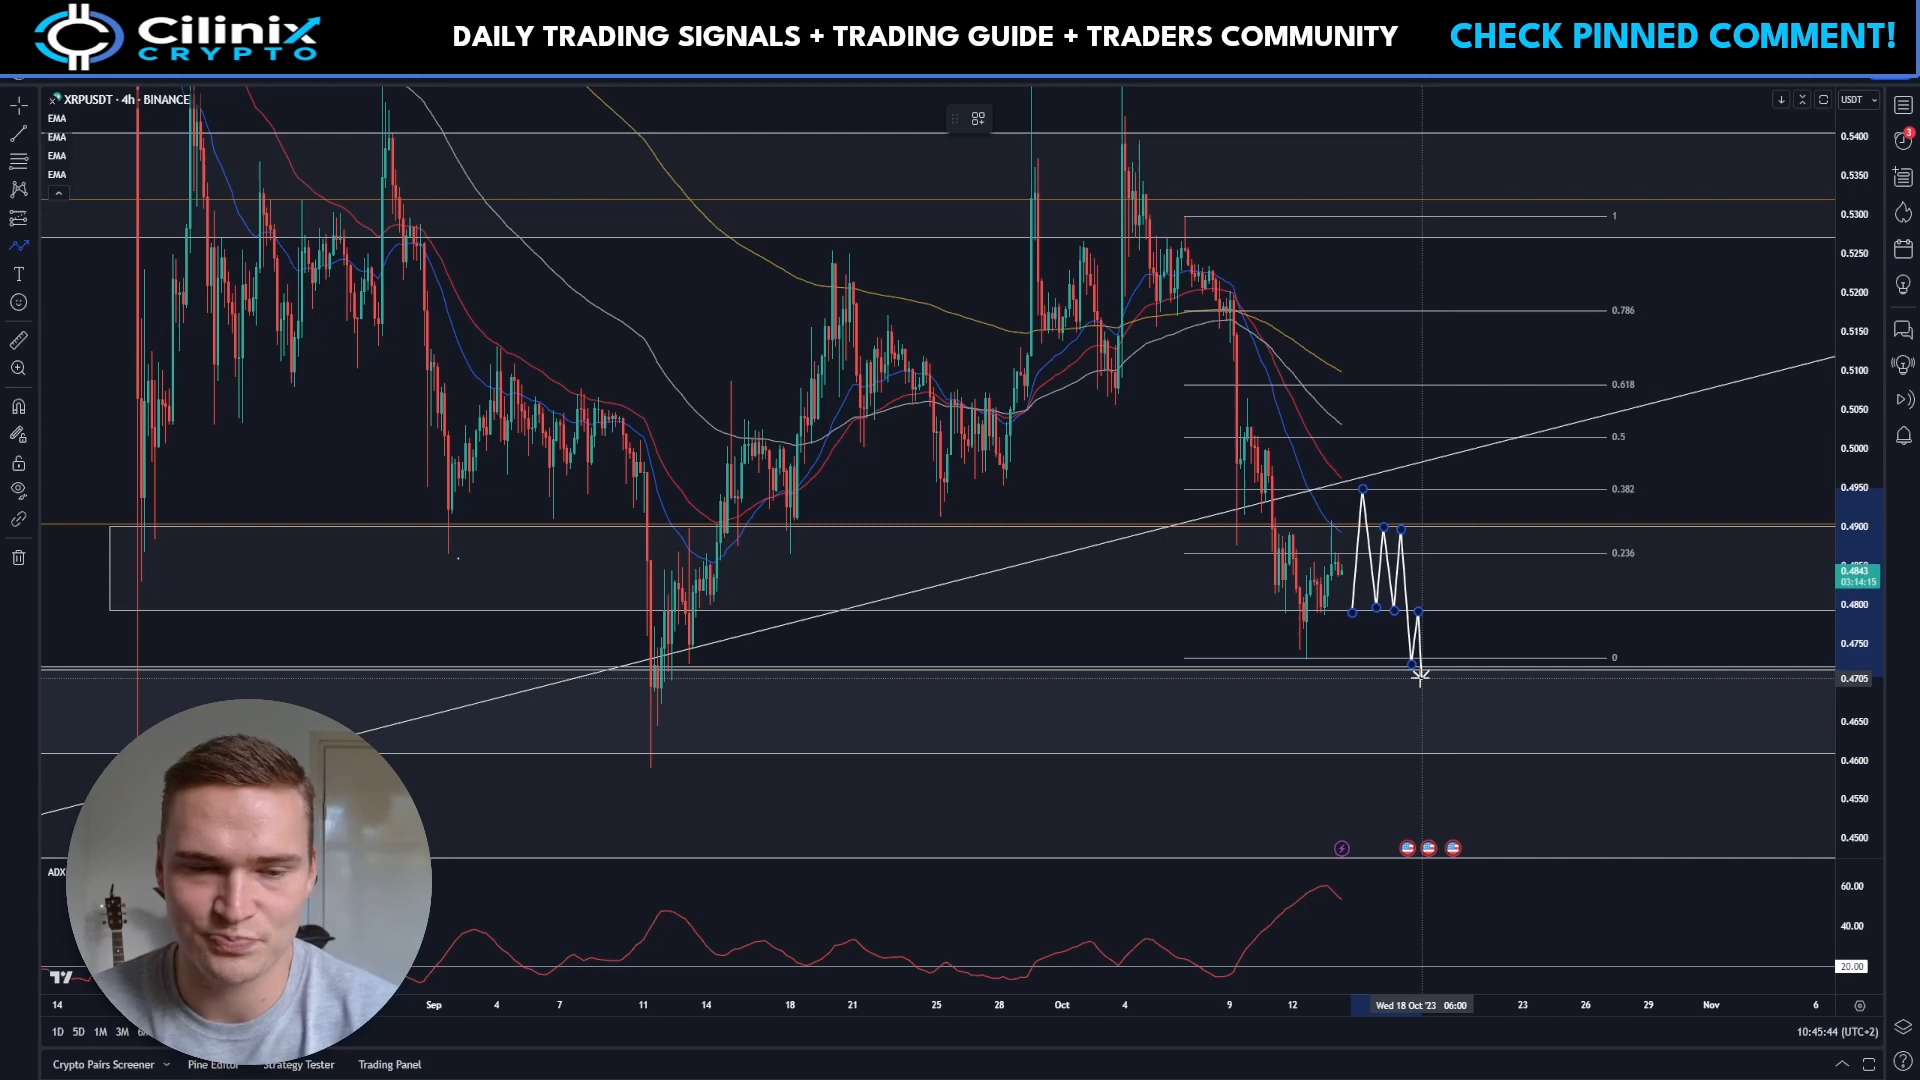 Cilinix
CRYPTO
DAILY TRADING SIGNALS + TRADING GUIDE + TRADERS COMMUNITY
CHECK PINNED COMMENT!
XRPUSDT · 4h · BINANCE
USDT
EMA
EMA
EMA
EMA
3
0.5400
0.5350
0.5300
0.5250
0.5200
0.5150
0.5100
0.5050
0.5000
0.4950
0.4900
0.4843
03:14:15
0.4800
0.4750
0.4705
0.4650
0.4600
0.4550
0.4500
1
0.786
0.618
0.5
0.382
0.236
0
ADX
60.00
40.00
20.00
14
Sep
4
7
11
14
18
21
25
28
Oct
4
9
12
Wed 18 Oct '23 06:00
23
26
29
Nov
6
1D 5D 1M 3M
10:45:44 (UTC+2)
Crypto Pairs Screener
Pine Editor
Strategy Tester
Trading Panel